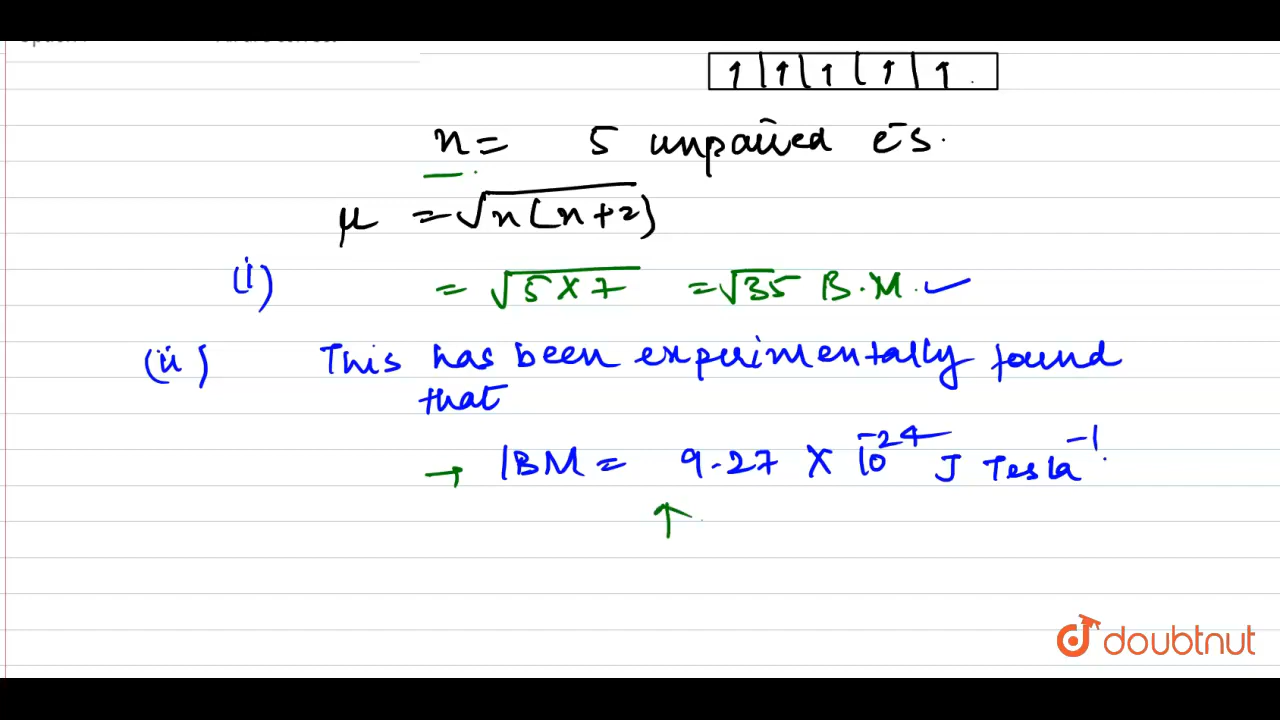 ↑ | ↑ | ↑ | ↑ | ↑
n = 5 unpaired e⁻s.
μ = √n(n+2)
(i) = √5×7 = √35 B.M.
(ii) This has been experimentally found
that
→ 1BM = 9.27 × 10⁻²⁴ J Tesla⁻¹
doubtnut